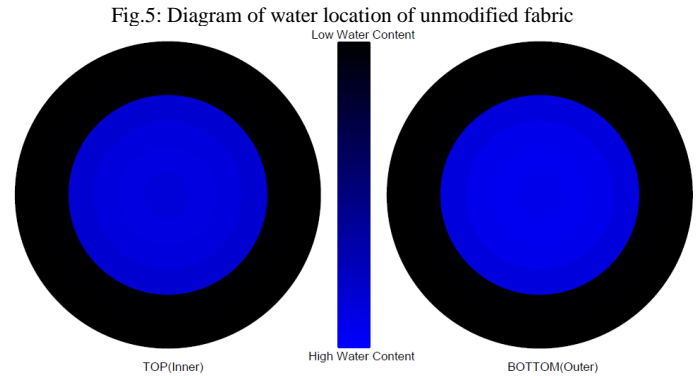 Fig.5: Diagram of water location of unmodified fabric
Low Water Content
High Water Content
TOP(Inner)
BOTTOM(Outer)